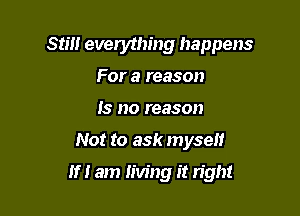 Still everything happens
For a reason
Is no reason
Not to ask myself
If I am living it right